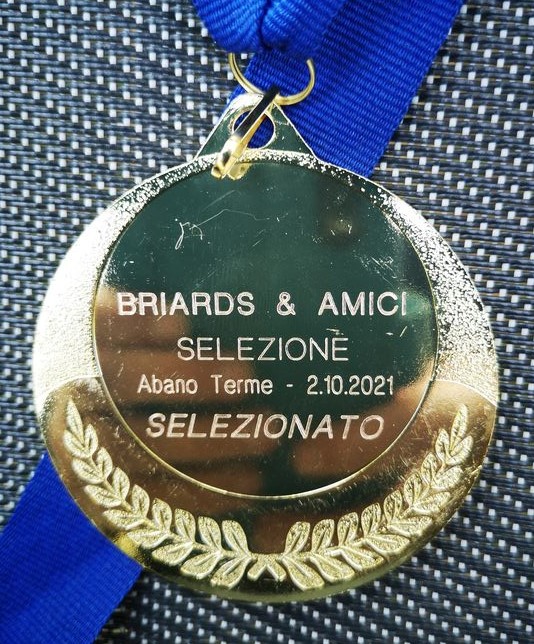 BRIARDS & AMICI
SELEZIONE
Abano Terme - 2.10.2021
SELEZIONATO